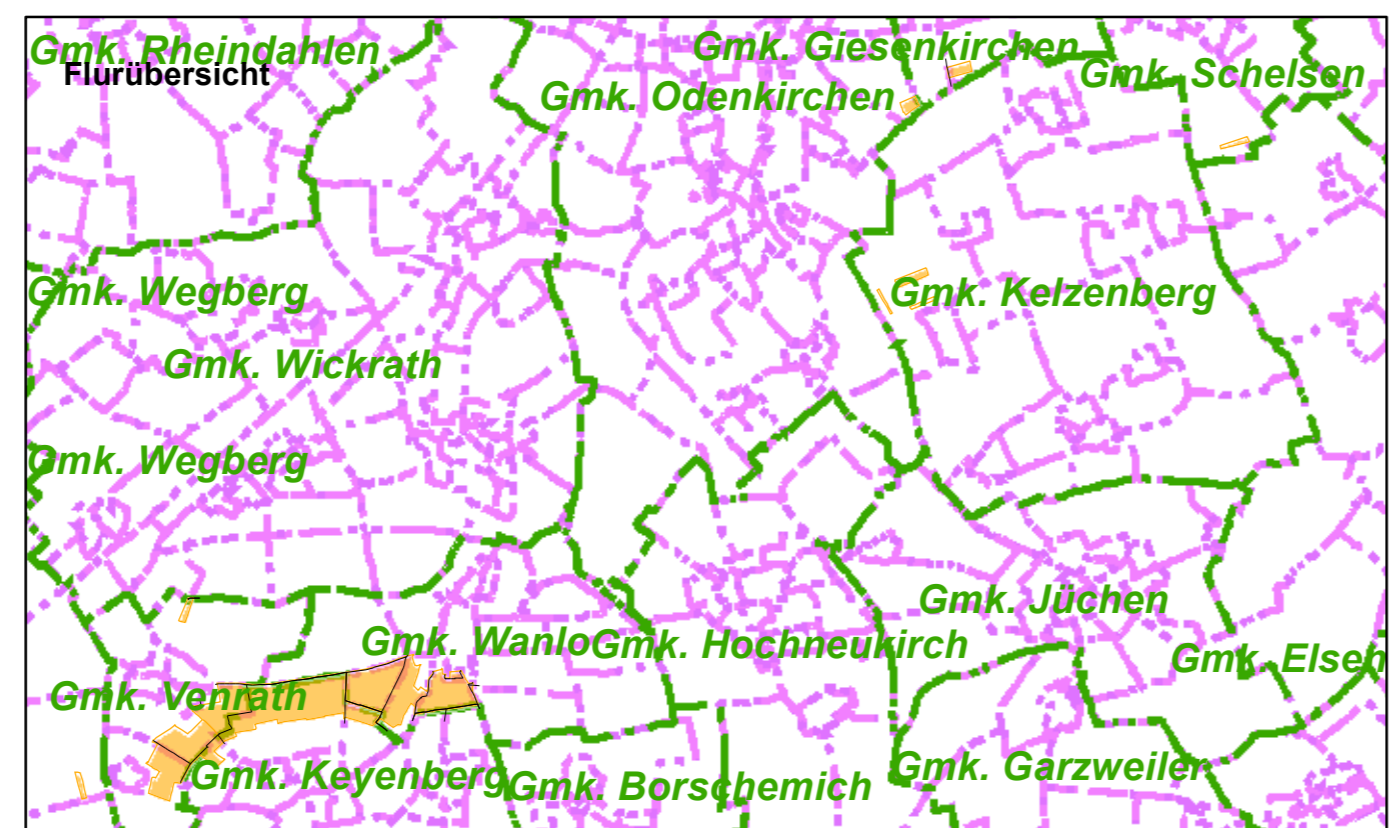 Gmk. Rheindahlen
Flurübersicht
Gmk. Giesenkirchen
Gmk. Schelsen
Gmk. Odenkirchen
Gmk. Wegberg
Gmk. Kelzenberg
Gmk. Wickrath
Gmk. Wegberg
Gmk. Jüchen
Gmk. Wanlo
Gmk. Hochneukirch
Gmk. Elsen
Gmk. Venrath
Gmk. Keyenberg
Gmk. Borschemich
Gmk. Garzweiler